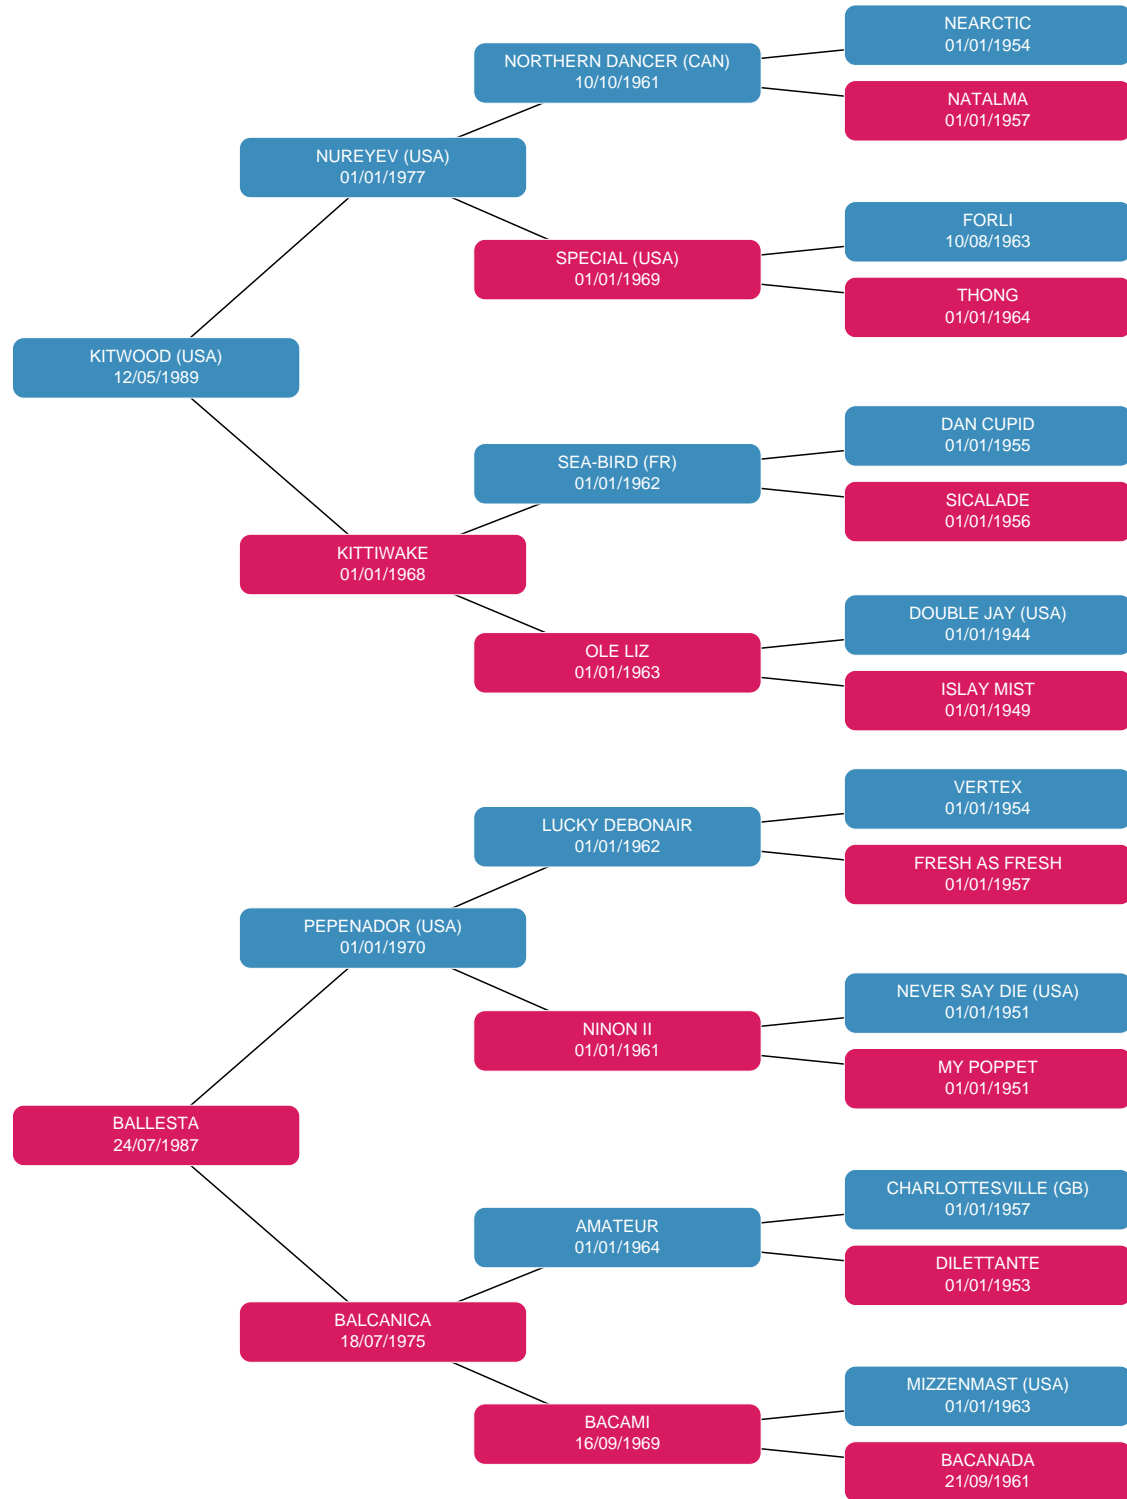 NEARCTIC
01/01/1954
NORTHERN DANCER (CAN)
10/10/1961
NATALMA
01/01/1957
NUREYEV (USA)
01/01/1977
FORLI
10/08/1963
SPECIAL (USA)
01/01/1969
THONG
01/01/1964
KITWOOD (USA)
12/05/1989
DAN CUPID
01/01/1955
SEA-BIRD (FR)
01/01/1962
SICALADE
01/01/1956
KITTIWAKE
01/01/1968
DOUBLE JAY (USA)
01/01/1944
OLE LIZ
01/01/1963
ISLAY MIST
01/01/1949
VERTEX
01/01/1954
LUCKY DEBONAIR
01/01/1962
FRESH AS FRESH
01/01/1957
PEPENADOR (USA)
01/01/1970
NEVER SAY DIE (USA)
01/01/1951
NINON II
01/01/1961
MY POPPET
01/01/1951
BALLESTA
24/07/1987
CHARLOTTESVILLE (GB)
01/01/1957
AMATEUR
01/01/1964
DILETTANTE
01/01/1953
BALCANICA
18/07/1975
MIZZENMAST (USA)
01/01/1963
BACAMI
16/09/1969
BACANADA
21/09/1961